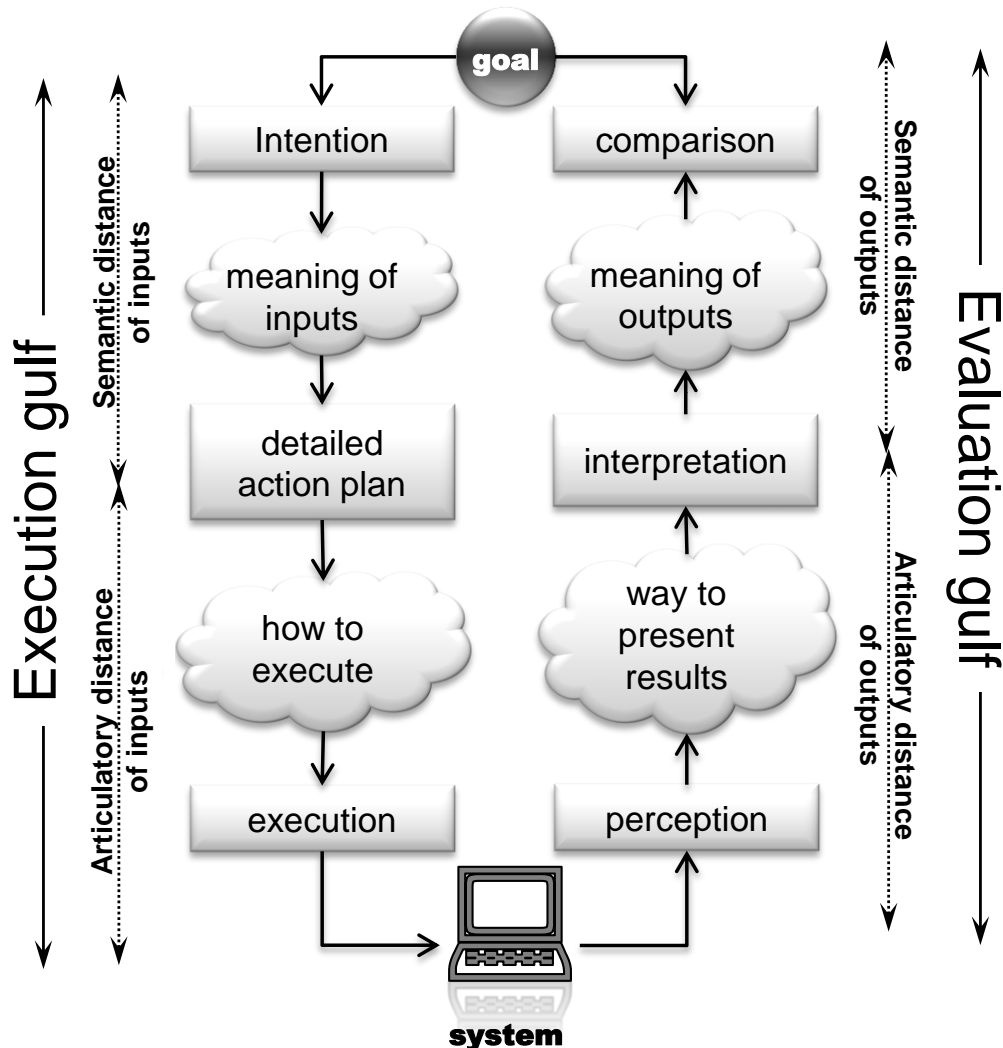 goal
Execution gulf
Semantic distance
of inputs
Articulatory distance
of inputs
Intention
meaning of
inputs
detailed
action plan
how to
execute
execution
comparison
meaning of
outputs
interpretation
way to
present
results
perception
Semantic distance
of outputs
Articulatory distance
of outputs
Evaluation gulf
system